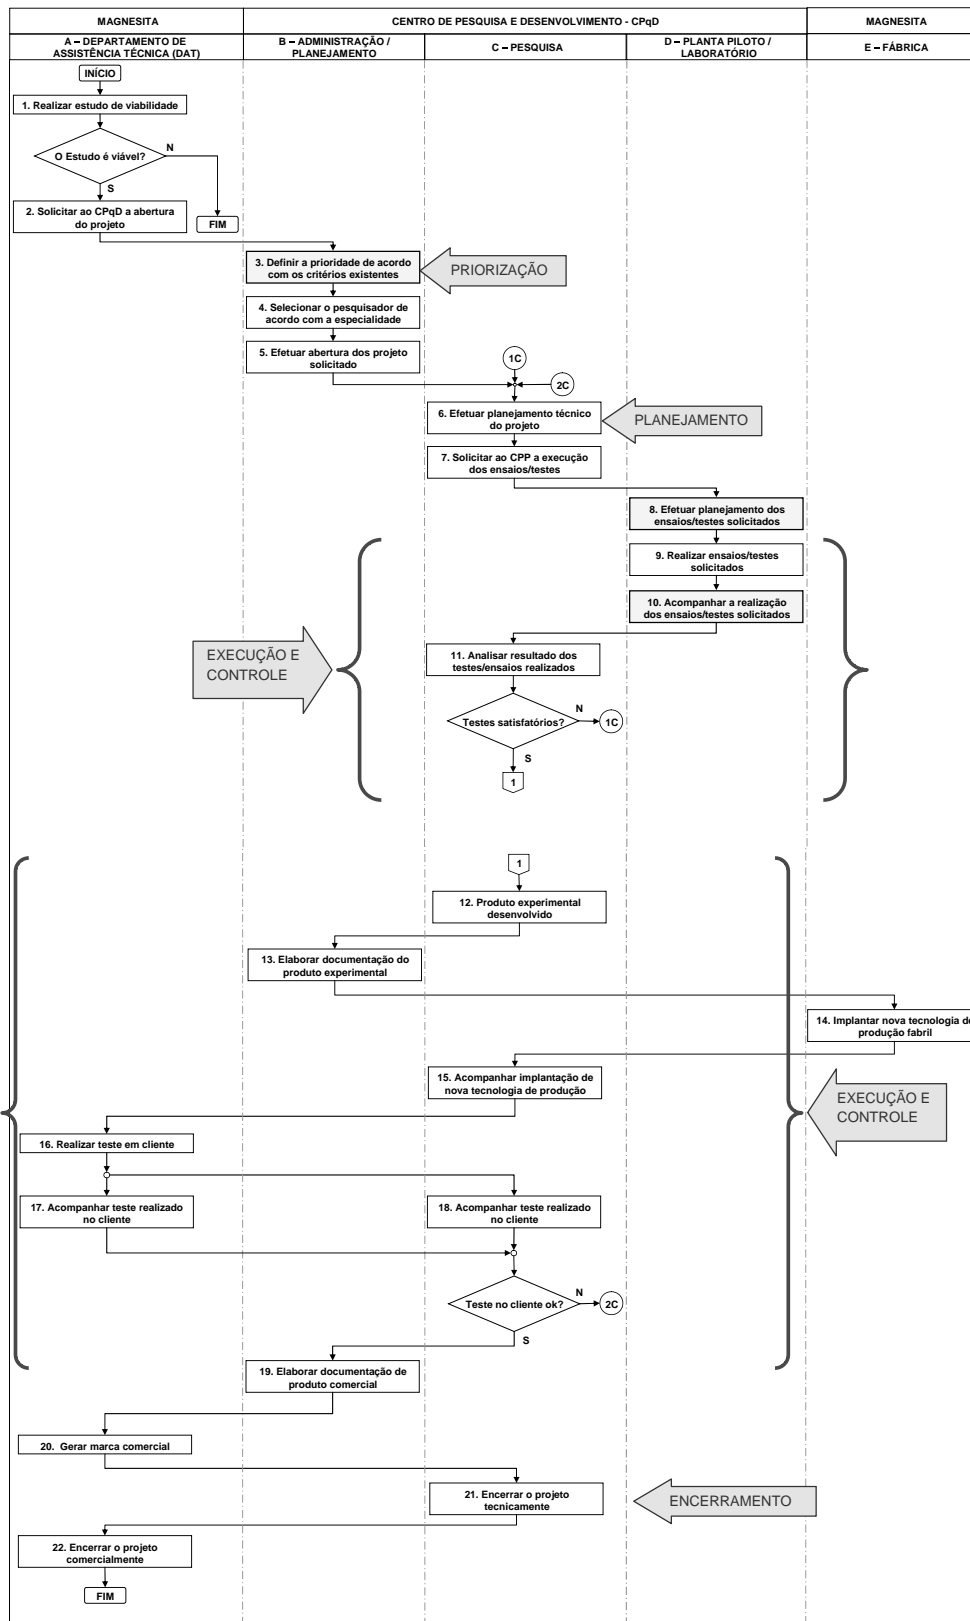 MAGNESITA
CENTRO DE PESQUISA E DESENVOLVIMENTO - CPqD
MAGNESITA
A – DEPARTAMENTO DE
ASSISTÊNCIA TÉCNICA (DAT)
B – ADMINISTRAÇÃO /
PLANEJAMENTO
C – PESQUISA
D – PLANTA PILOTO /
LABORATÓRIO
E – FÁBRICA
INÍCIO
1. Realizar estudo de viabilidade
O Estudo é viável?
N
S
2. Solicitar ao CPqD a abertura
do projeto
FIM
3. Definir a prioridade de acordo
com os critérios existentes
PRIORIZAÇÃO
4. Selecionar o pesquisador de
acordo com a especialidade
5. Efetuar abertura dos projeto
solicitado
1C
2C
6. Efetuar planejamento técnico
do projeto
PLANEJAMENTO
7. Solicitar ao CPP a execução
dos ensaios/testes
8. Efetuar planejamento dos
ensaios/testes solicitados
9. Realizar ensaios/testes
solicitados
10. Acompanhar a realização
dos ensaios/testes solicitados
EXECUÇÃO E
CONTROLE
11. Analisar resultado dos
testes/ensaios realizados
Testes satisfatórios?
N
1C
S
1
1
12. Produto experimental
desenvolvido
13. Elaborar documentação do
produto experimental
14. Implantar nova tecnologia de
produção fabril
15. Acompanhar implantação de
nova tecnologia de produção
EXECUÇÃO E
CONTROLE
16. Realizar teste em cliente
17. Acompanhar teste realizado
no cliente
18. Acompanhar teste realizado
no cliente
Teste no cliente ok?
N
2C
S
19. Elaborar documentação de
produto comercial
20. Gerar marca comercial
21. Encerrar o projeto
tecnicamente
ENCERRAMENTO
22. Encerrar o projeto
comercialmente
FIM